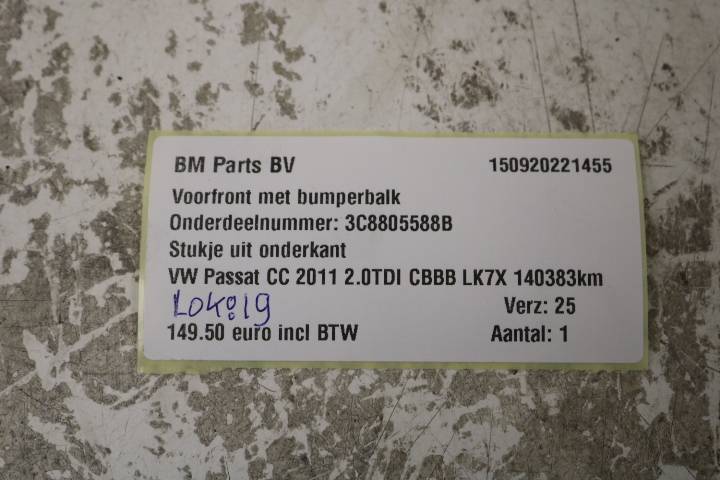 BM Parts BV 150920221455
Voorfront met bumperbalk
Onderdeelnummer: 3C8805588B
Stukje uit onderkant
VW Passat CC 2011 2.0TDI CBBB LK7X 140383km
Lok:19 Verz: 25
149.50 euro incl BTW Aantal: 1